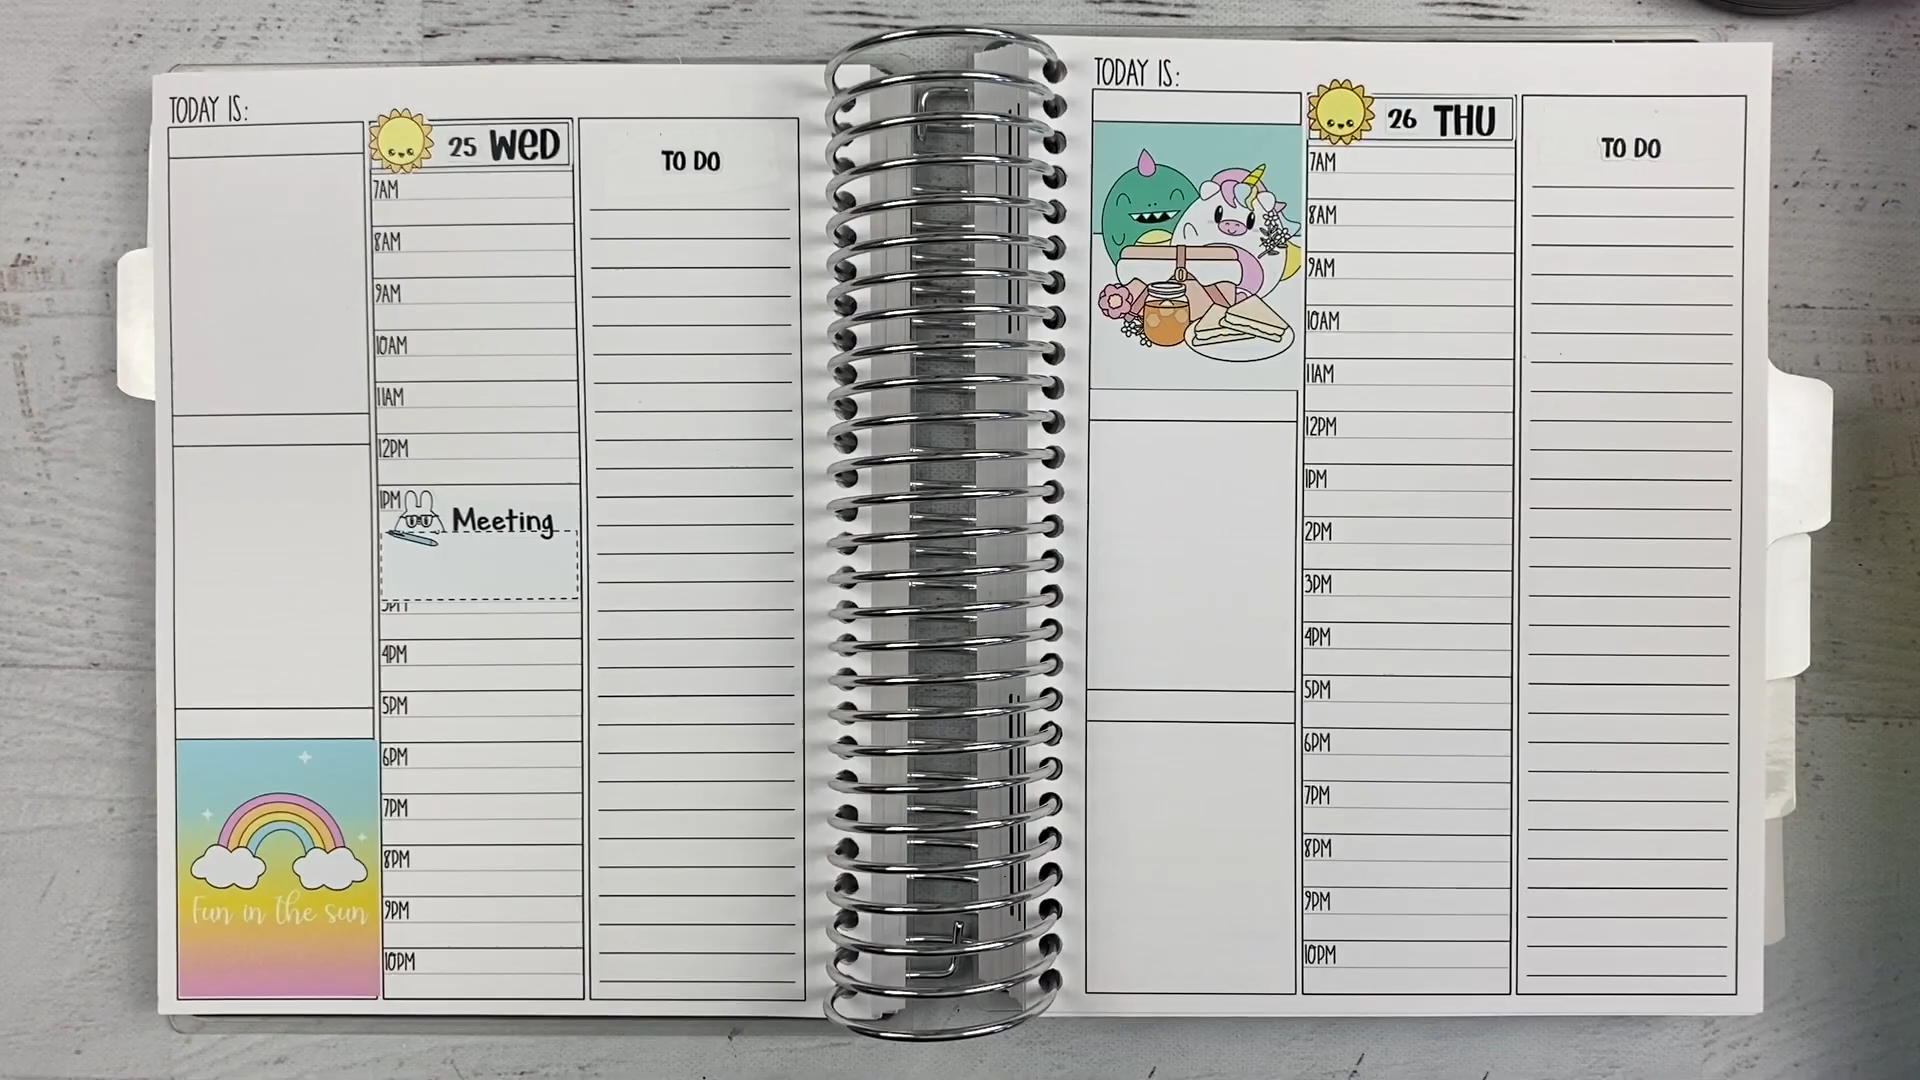 TODAY IS:
25 WED
7AM
8AM
9AM
10AM
11AM
12PM
1PM
Meeting
4PM
5PM
6PM
7PM
8PM
9PM
10PM
Fun in the sun
TO DO
TODAY IS:
26 THU
7AM
8AM
9AM
10AM
11AM
12PM
1PM
2PM
3PM
4PM
5PM
6PM
7PM
8PM
9PM
10PM
TO DO